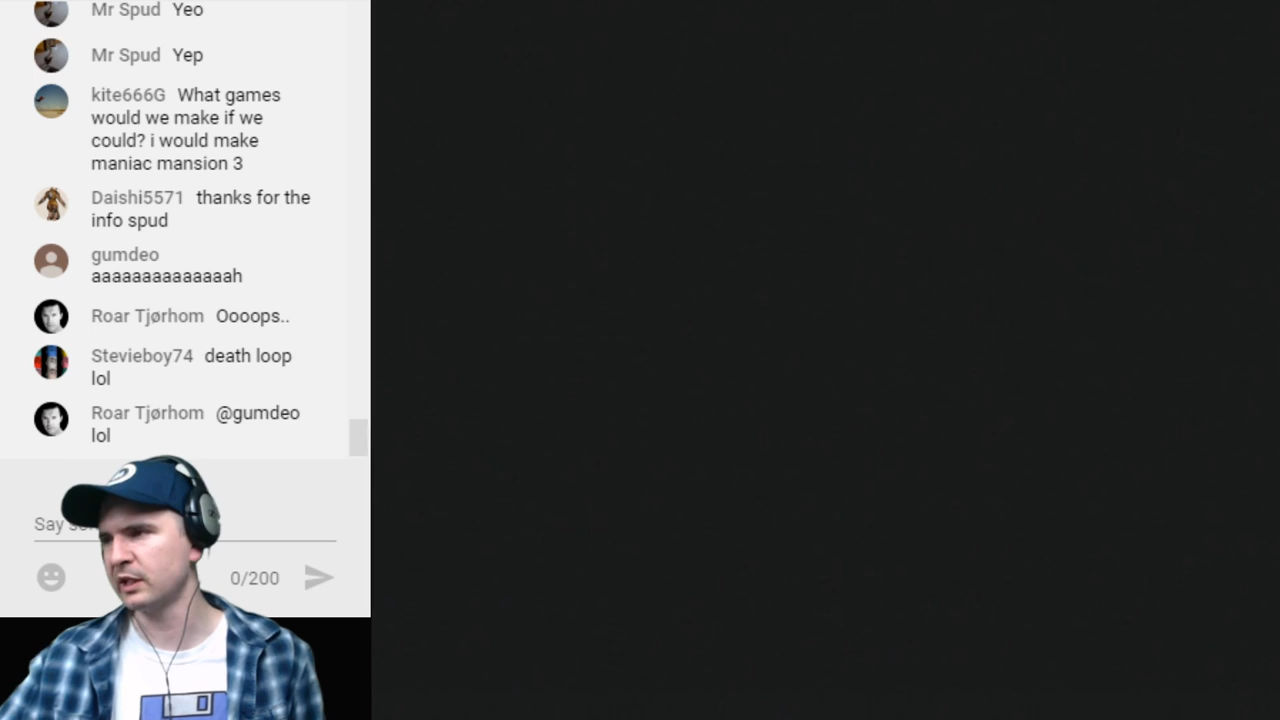 Mr Spud Yeo
Mr Spud Yep
kite666G What games
would we make if we
could? i would make
maniac mansion 3
Daishi5571 thanks for the
info spud
gumdeo
aaaaaaaaaaaaaah
Roar Tjørhom Oooops..
Stevieboy74 death loop
lol
Roar Tjørhom @gumdeo
lol
Say
0/200